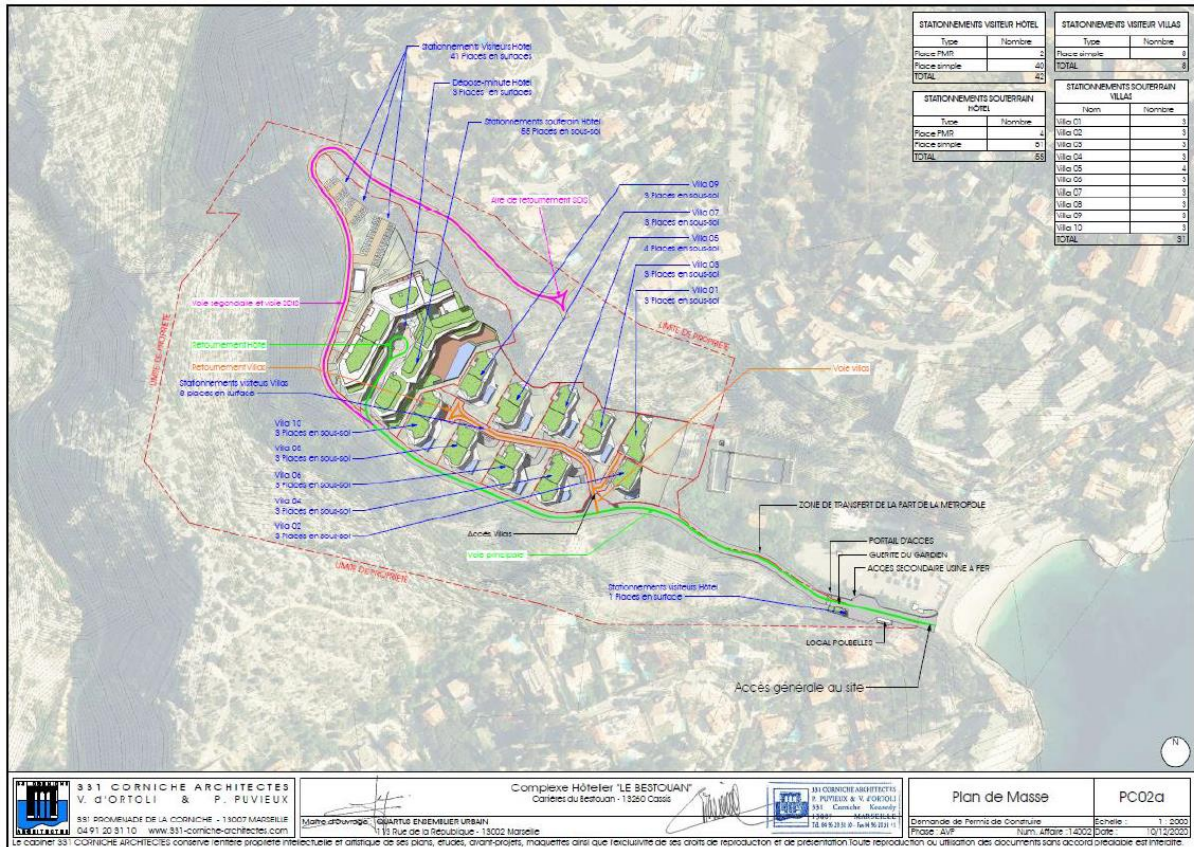 Stationnements Visiteurs Hôtel
41 Places en surfaces
Dépose-minute Hôtel
3 Places en surfaces
Stationnements souterain Hôtel
55 Places en sous-sol
Villa 09
3 Places en sous-sol
Villa 07
3 Places en sous-sol
Villa 05
4 Places en sous-sol
Villa 03
3 Places en sous-sol
Villa 01
3 Places en sous-sol
Aire de retournement SDIS
LIMITE DE PROPRIETE
Voie segondaire et voie SDIS
LIMITE DE PROPRIETE
Retournement Hôtel
Retournement Villas
Stationnements visiteurs Villas
8 places en surface
Voie villas
Villa 10
3 Places en sous-sol
Villa 08
3 Places en sous-sol
Villa 06
3 Places en sous-sol
Villa 04
3 Places en sous-sol
Villa 02
3 Places en sous-sol
Accès Villas
Voie principale
LIMITE DE PROPRIETE
ZONE DE TRANSFERT DE LA PART DE LA METROPOLE
PORTAIL D'ACCES
GUERITE DU GARDIEN
ACCES SECONDAIRE USINE A FER
Stationnements visiteurs Hôtel
1 Places en surface
LOCAL POUBELLES
Accès générale au site
N
STATIONNEMENTS VISITEUR HÔTEL
Type Nombre
Place PMR 2
Place simple 40
TOTAL 42
STATIONNEMENTS VISITEUR VILLAS
Type Nombre
Place simple 8
TOTAL 8
STATIONNEMENTS SOUTERRAIN
HÔTEL
Type Nombre
Place PMR 4
Place simple 51
TOTAL 55
STATIONNEMENTS SOUTERRAIN
VILLAS
Nom Nombre
Villa 01 3
Villa 02 3
Villa 03 3
Villa 04 3
Villa 05 4
Villa 06 3
Villa 07 3
Villa 08 3
Villa 09 3
Villa 10 3
TOTAL 31
331 CORNICHE ARCHITECTES
V. d'ORTOLI & P. PUVIEUX
331 PROMENADE DE LA CORNICHE - 13007 MARSEILLE
04 91 20 31 10 www.331-corniche-architectes.com
Complexe Hôtelier "LE BESTOUAN"
Carrières du Bestouan - 13260 Cassis
Maître d'Ouvrage: QUARTUS ENSEMBLIER URBAIN
113 Rue de la République - 13002 Marseille
331 CORNICHE ARCHITECTES
P. PUVIEUX & V. d'ORTOLI
331 Corniche Kennedy
13007 MARSEILLE
Plan de Masse
PC02a
Demande de Permis de Construire
Echelle : 1 : 2000
Phase : AVP Num. Affaire : 14002 Date : 10/12/2020
Le cabinet 331 CORNICHE ARCHITECTES conserve l'entière propriété intellectuelle et artistique de ses plans, études, avant-projets, maquettes ainsi que l'exclusivité de ses droits de reproduction et de présentation. Toute reproduction ou utilisation des documents sans accord préalable est interdite.